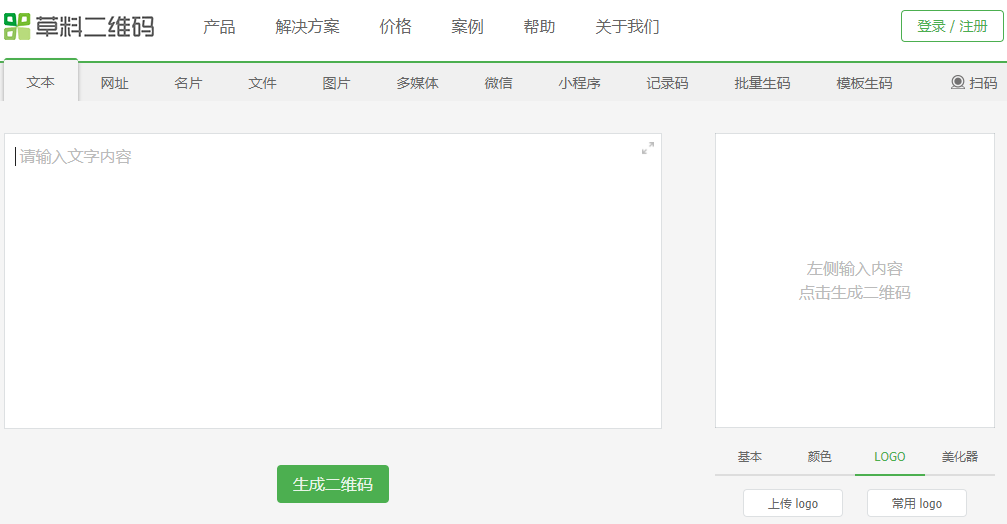 草料二维码 产品 解决方案 价格 案例 帮助 关于我们 登录 / 注册
文本 网址 名片 文件 图片 多媒体 微信 小程序 记录码 批量生码 模板生码 扫码
请输入文字内容
左侧输入内容
点击生成二维码
基本 颜色 LOGO 美化器
生成二维码
上传 logo 常用 logo